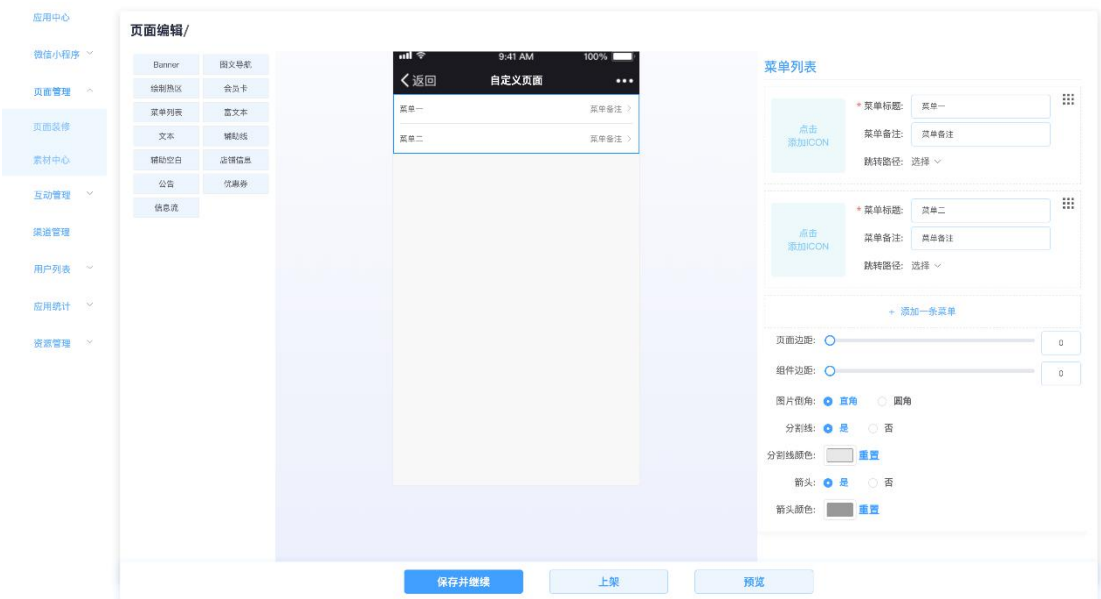 应用中心
微信小程序
页面管理
页面装修
素材中心
互动管理
渠道管理
用户列表
应用统计
资源管理
页面编辑/
Banner 图文导航
绘制热区 会员卡
菜单列表 富文本
文本 辅助线
辅助空白 店铺信息
公告 优惠券
信息流
9:41 AM 100%
返回 自定义页面
菜单一 菜单备注
菜单二 菜单备注
菜单列表
点击
添加ICON
* 菜单标题: 菜单一
菜单备注: 菜单备注
跳转路径: 选择
点击
添加ICON
* 菜单标题: 菜单二
菜单备注: 菜单备注
跳转路径: 选择
+ 添加一条菜单
页面边距: 0
组件边距: 0
图片倒角: 直角 圆角
分割线: 是 否
分割线颜色: 重置
箭头: 是 否
箭头颜色: 重置
保存并继续 上架 预览